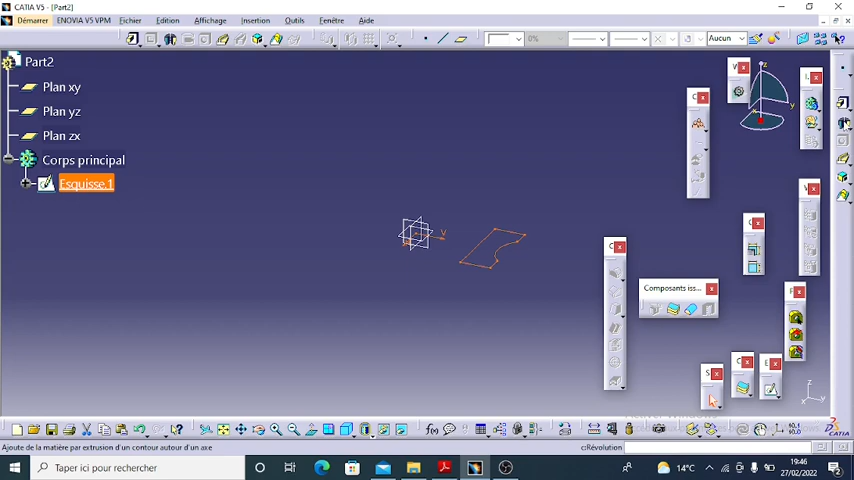 CATIA V5 - [Part2]
Démarrer ENOVIA V5 VPM Fichier Edition Affichage Insertion Outils Fenêtre Aide
0% Aucun
Part2
Plan xy
Plan yz
Plan zx
Corps principal
Esquisse.1
V
z
y
x
Composants iss...
Ajoute de la matière par extrusion d'un contour autour d'un axe
c:Révolution
Taper ici pour rechercher
14°C
19:46
27/02/2022